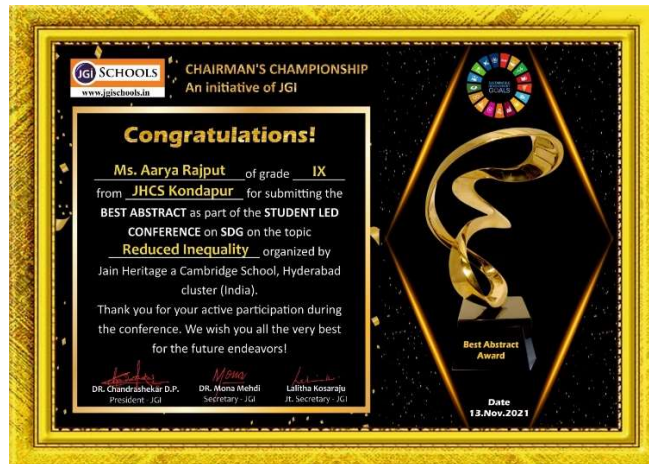 JGI SCHOOLS
www.jgischools.in
CHAIRMAN'S CHAMPIONSHIP
An initiative of JGI
Congratulations!
Ms. Aarya Rajput of grade IX
from JHCS Kondapur for submitting the
BEST ABSTRACT as part of the STUDENT LED
CONFERENCE on SDG on the topic
Reduced Inequality organized by
Jain Heritage a Cambridge School, Hyderabad
cluster (India).
Thank you for your active participation during
the conference. We wish you all the very best
for the future endeavors!
DR. Chandrashekar D.P.
President - JGI
Mona
DR. Mona Mehdi
Secretary - JGI
Lalitha Kosaraju
Jt. Secretary - JGI
GOALS
Best Abstract
Award
Date
13.Nov.2021